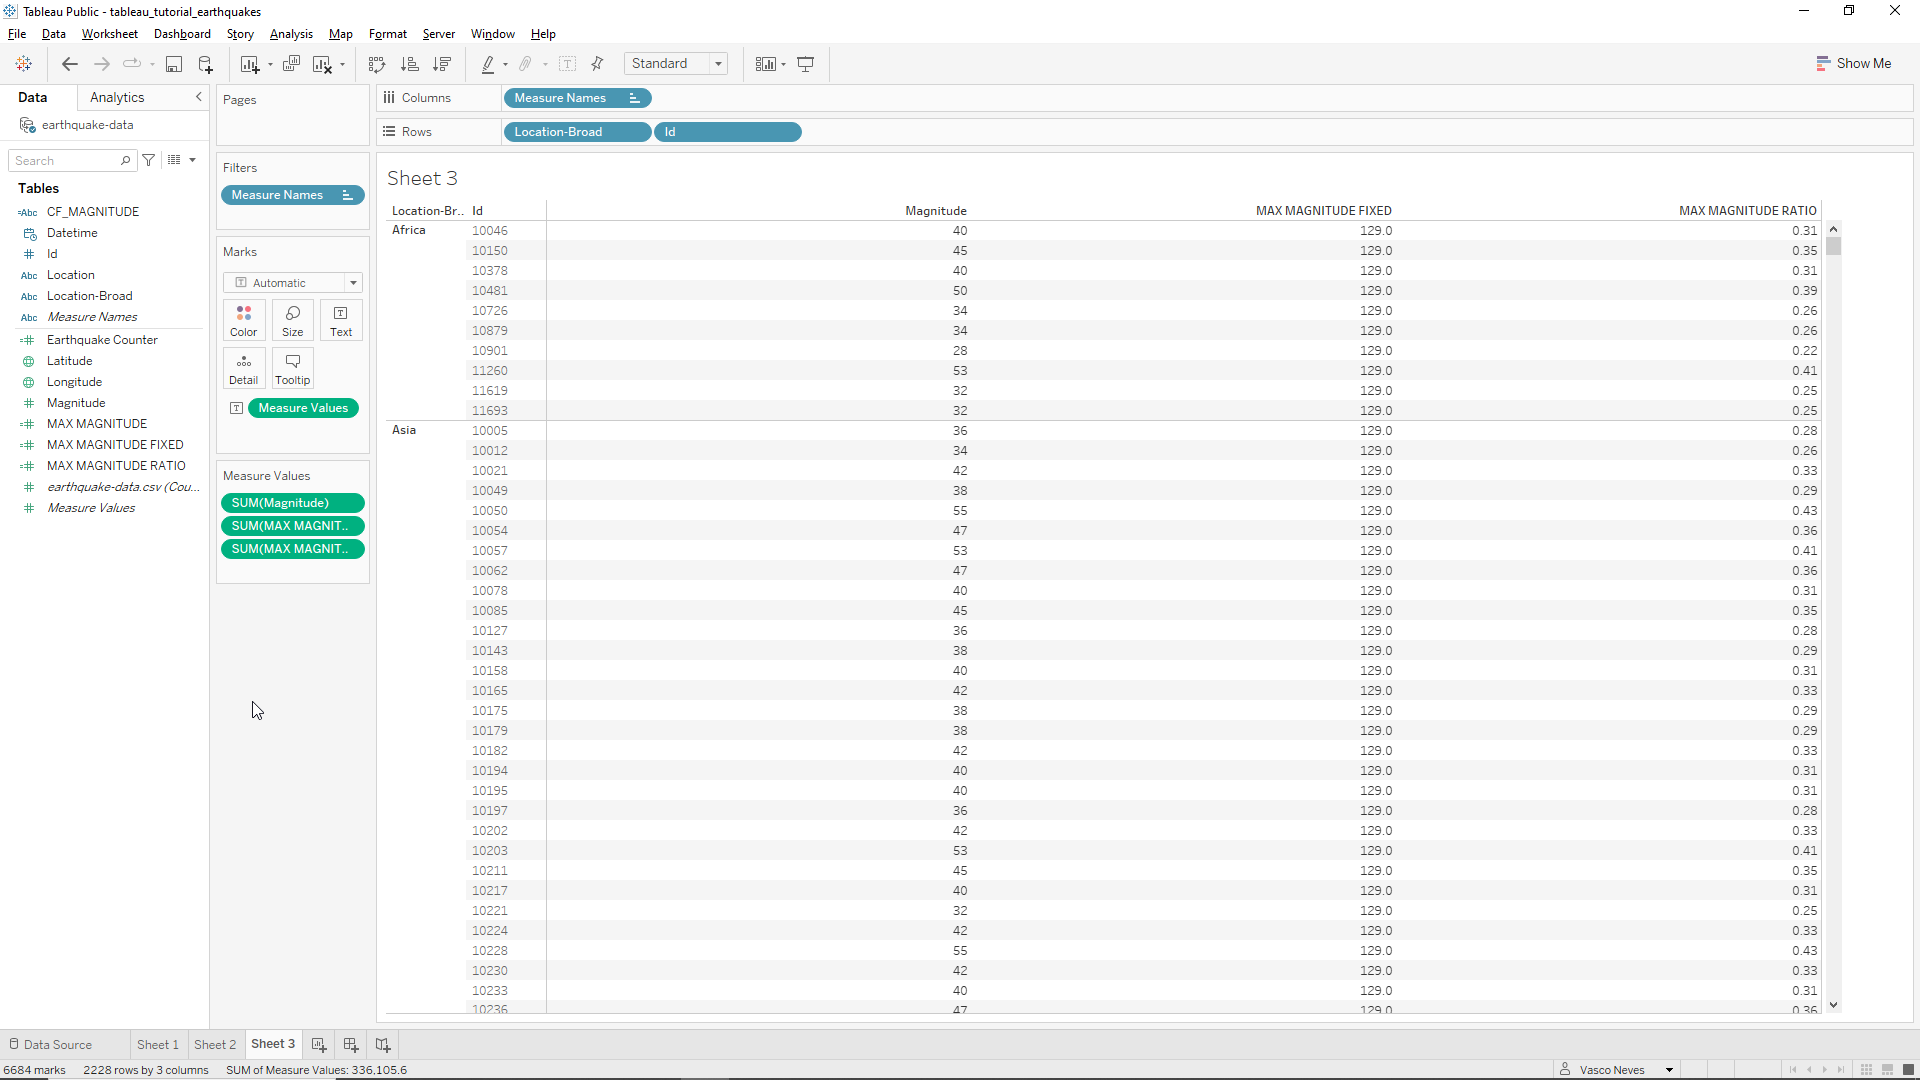 Tableau Public - tableau_tutorial_earthquakes
File Data Worksheet Dashboard Story Analysis Map Format Server Window Help
Standard
Show Me
Data Analytics
earthquake-data
Search
Tables
CF_MAGNITUDE
Datetime
Id
Location
Location-Broad
Measure Names
Earthquake Counter
Latitude
Longitude
Magnitude
MAX MAGNITUDE
MAX MAGNITUDE FIXED
MAX MAGNITUDE RATIO
earthquake-data.csv (Cou...
Measure Values
Pages
Filters
Measure Names
Marks
Automatic
Color Size Text
Detail Tooltip
Measure Values
Measure Values
SUM(Magnitude)
SUM(MAX MAGNIT..
SUM(MAX MAGNIT..
Columns Measure Names
Rows Location-Broad Id
Sheet 3
Location-Br.. Id Magnitude MAX MAGNITUDE FIXED MAX MAGNITUDE RATIO
Africa 10046 40 129.0 0.31
10150 45 129.0 0.35
10378 40 129.0 0.31
10481 50 129.0 0.39
10726 34 129.0 0.26
10879 34 129.0 0.26
10901 28 129.0 0.22
11260 53 129.0 0.41
11619 32 129.0 0.25
11693 32 129.0 0.25
Asia 10005 36 129.0 0.28
10012 34 129.0 0.26
10021 42 129.0 0.33
10049 38 129.0 0.29
10050 55 129.0 0.43
10054 47 129.0 0.36
10057 53 129.0 0.41
10062 47 129.0 0.36
10078 40 129.0 0.31
10085 45 129.0 0.35
10127 36 129.0 0.28
10143 38 129.0 0.29
10158 40 129.0 0.31
10165 42 129.0 0.33
10175 38 129.0 0.29
10179 38 129.0 0.29
10182 42 129.0 0.33
10194 40 129.0 0.31
10195 40 129.0 0.31
10197 36 129.0 0.28
10202 42 129.0 0.33
10203 53 129.0 0.41
10211 45 129.0 0.35
10217 40 129.0 0.31
10221 32 129.0 0.25
10224 42 129.0 0.33
10228 55 129.0 0.43
10230 42 129.0 0.33
10233 40 129.0 0.31
10236 47 129.0 0.36
Data Source Sheet 1 Sheet 2 Sheet 3
6684 marks 2228 rows by 3 columns SUM of Measure Values: 336,105.6 Vasco Neves